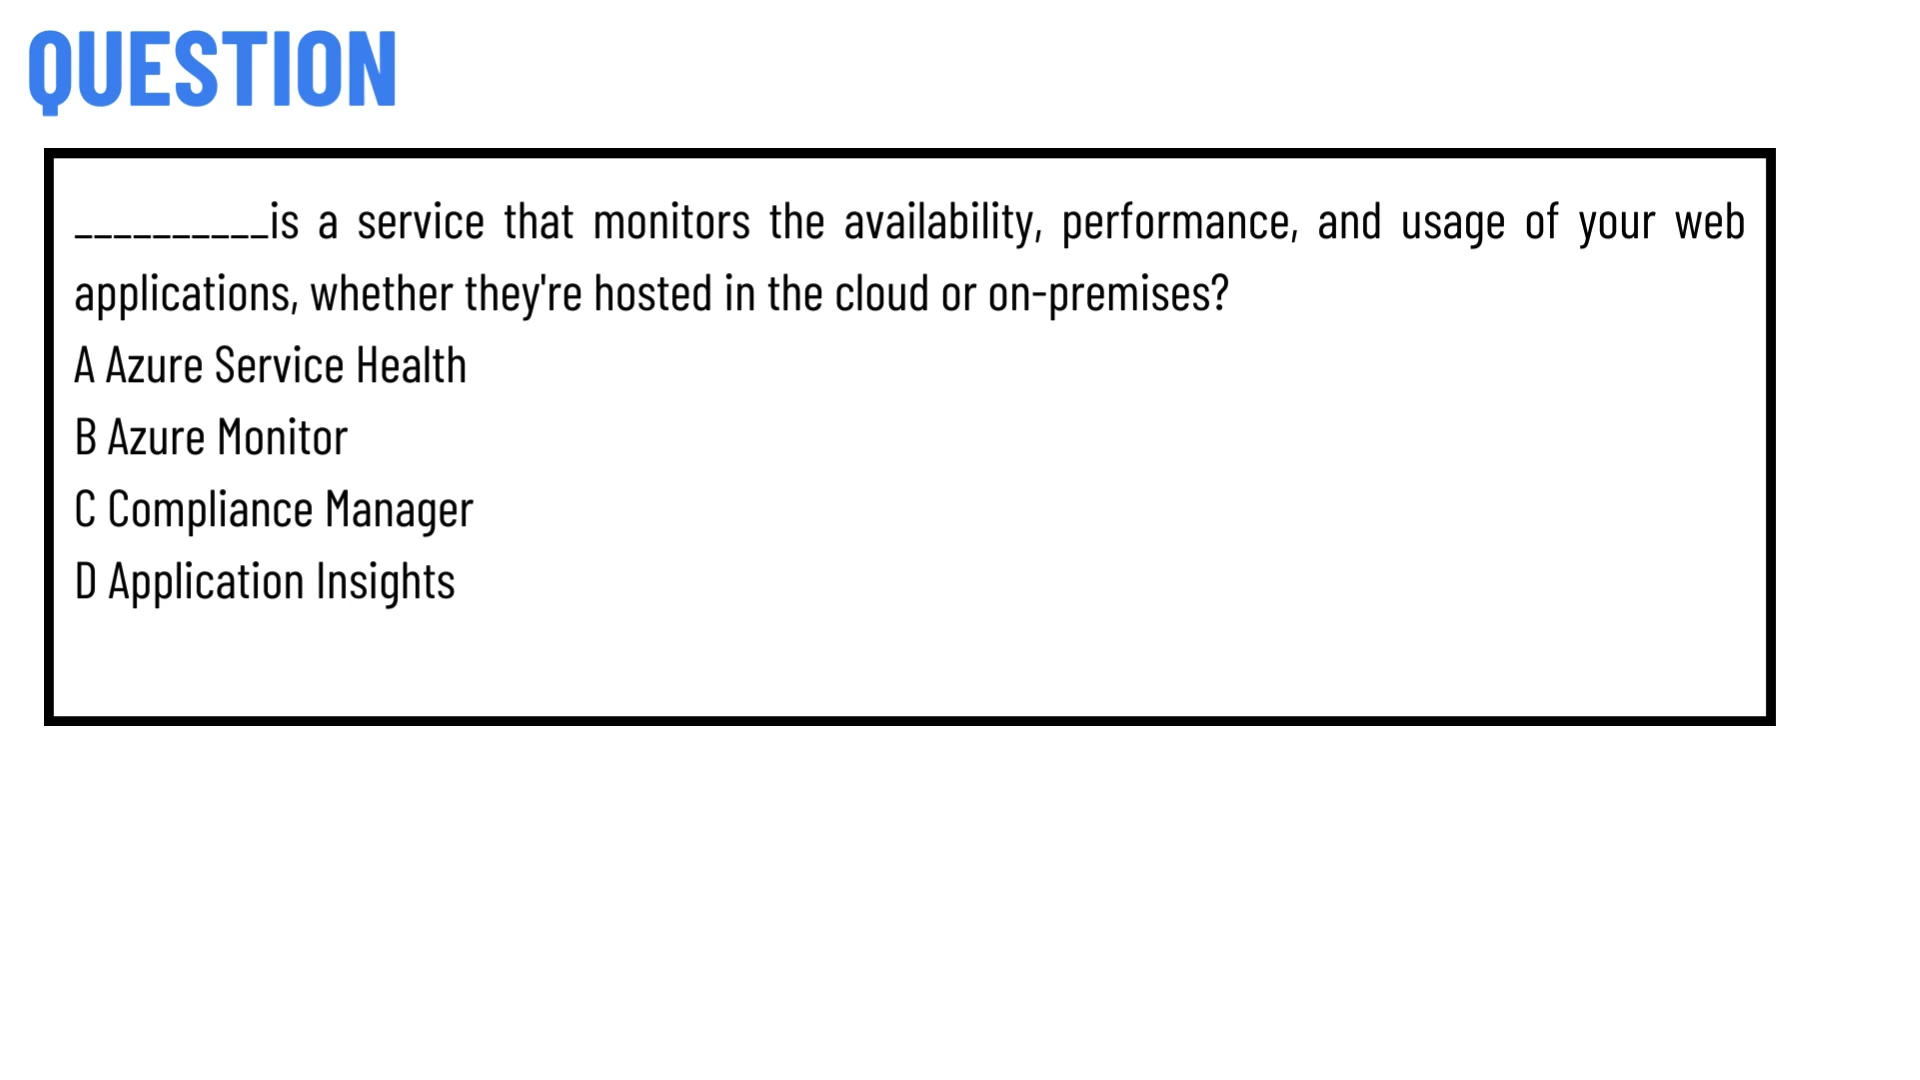 QUESTION
__________is a service that monitors the availability, performance, and usage of your web
applications, whether they're hosted in the cloud or on-premises?
A Azure Service Health
B Azure Monitor
C Compliance Manager
D Application Insights